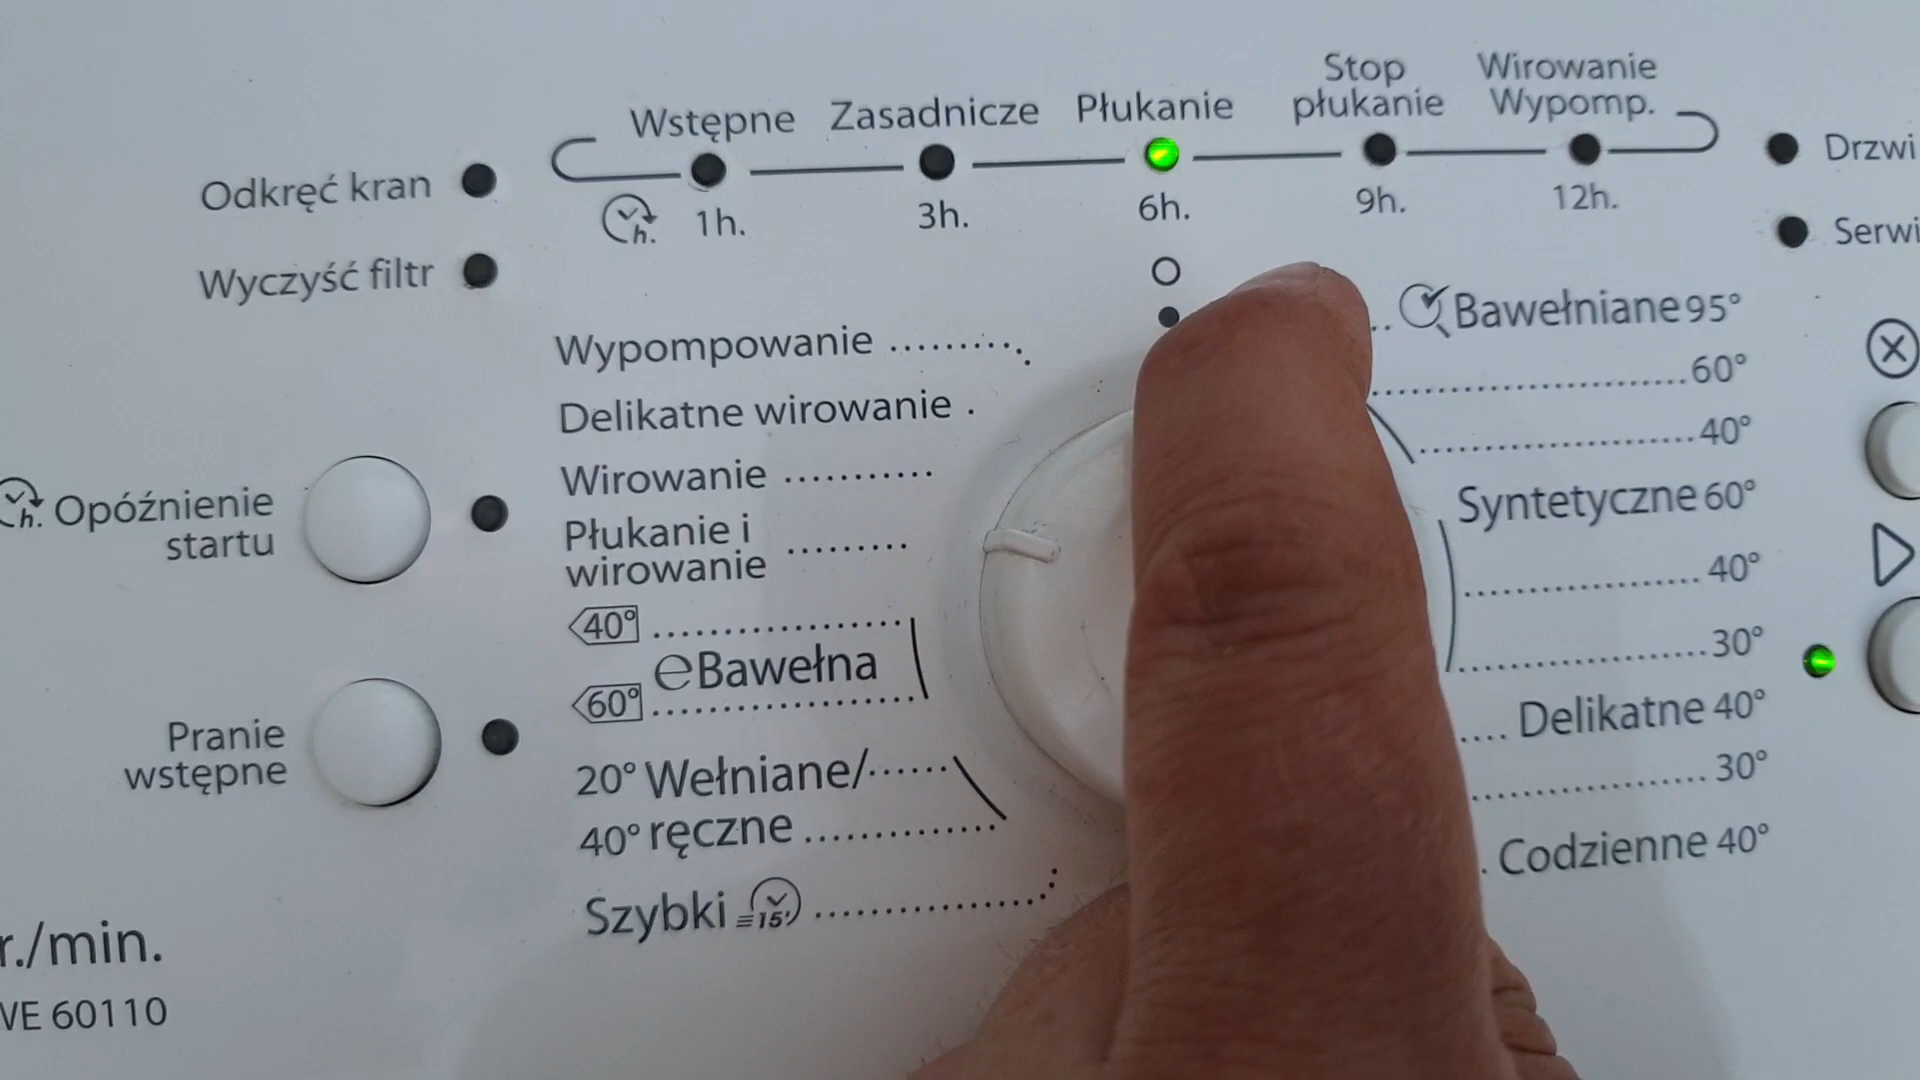 Wstępne Zasadnicze Płukanie Stop płukanie Wirowanie Wypomp.
Odkręć kran
Drzwi
h. 1h. 3h. 6h. 9h. 12h.
Wyczyść filtr
Serwi
Wypompowanie
Delikatne wirowanie
Wirowanie
Płukanie i
wirowanie
40°
eBawełna
60°
20° Wełniane/
40° ręczne
Szybki 15'
Bawełniane 95°
60°
40°
Syntetyczne 60°
40°
30°
Delikatne 40°
30°
Codzienne 40°
h. Opóźnienie
startu
Pranie
wstępne
r./min.
WE 60110